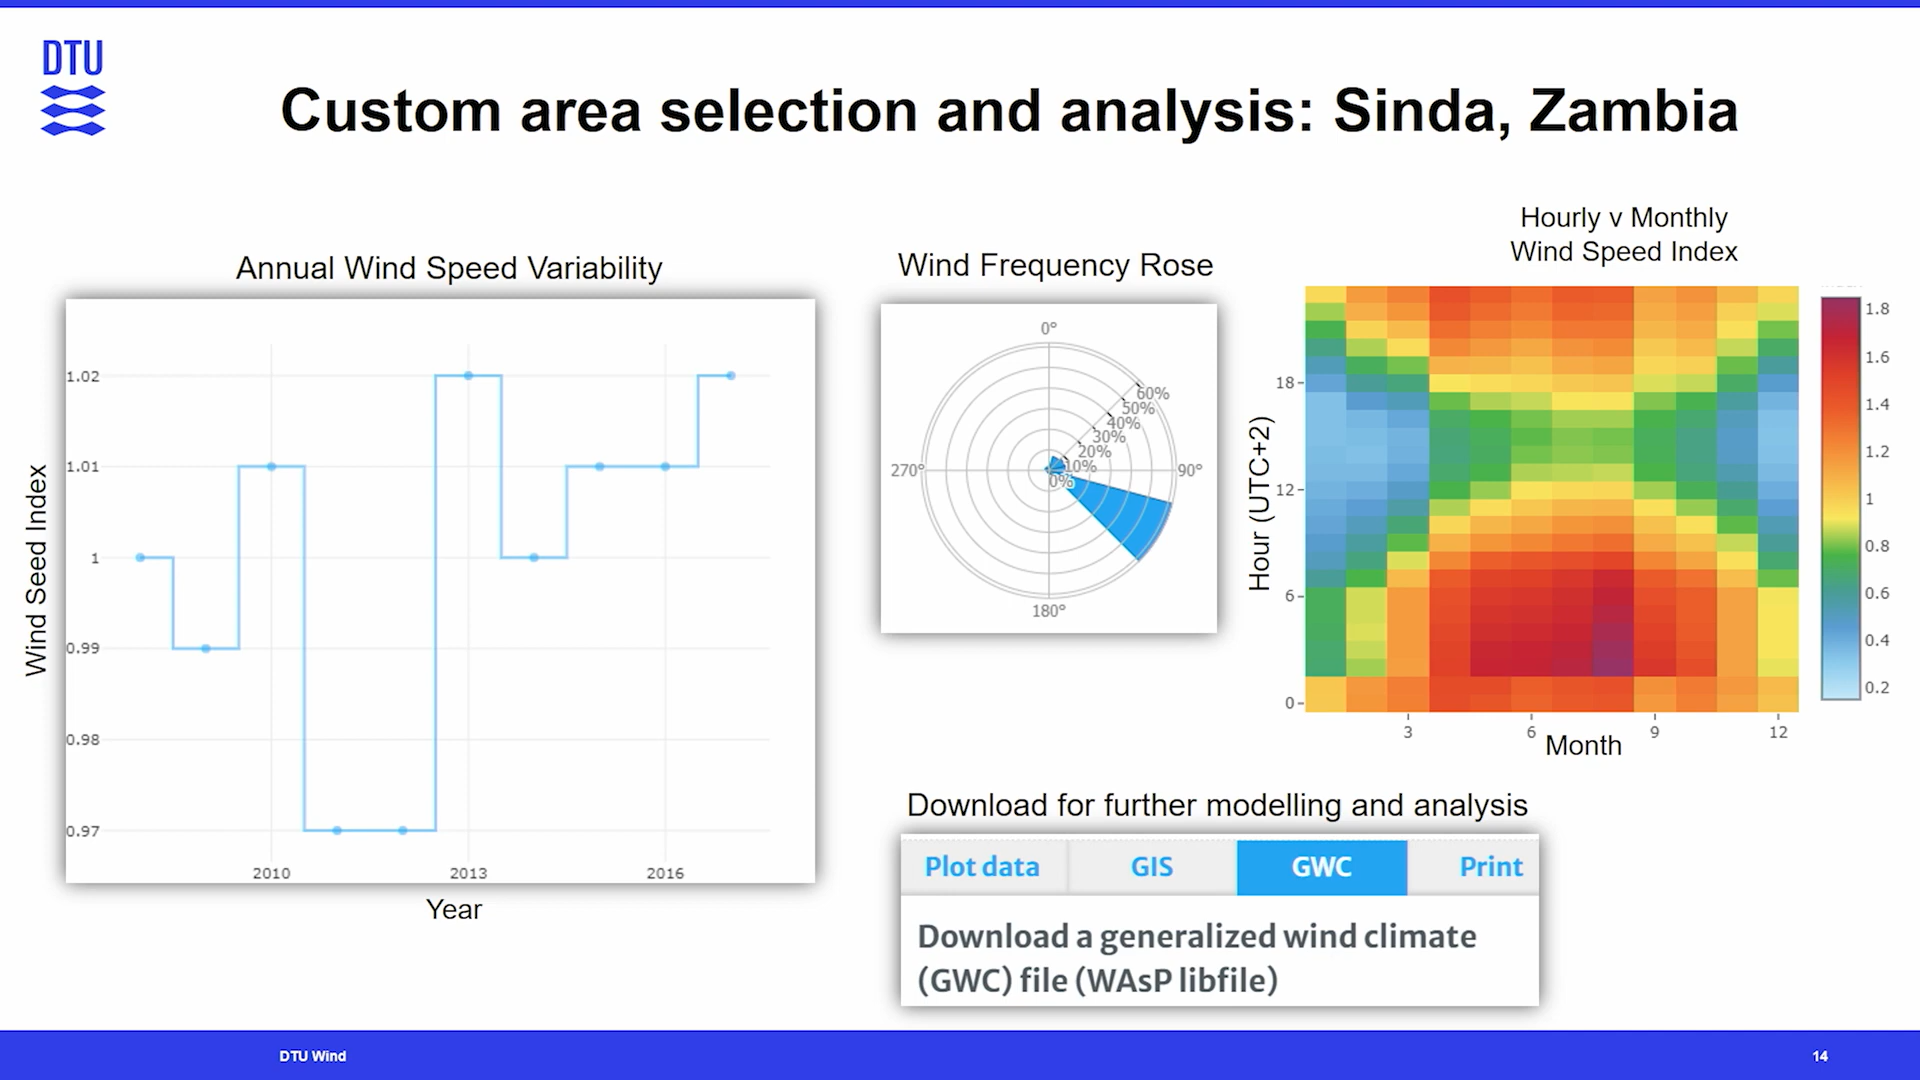 DTU
Custom area selection and analysis: Sinda, Zambia
Annual Wind Speed Variability
Wind Seed Index
1.02
1.01
1
0.99
0.98
0.97
2010
2013
2016
Year
Wind Frequency Rose
0°
60%
50%
40%
30%
20%
10%
0%
270°
90°
180°
Hourly v Monthly
Wind Speed Index
Hour (UTC+2)
18
12
6
0
3
6
9
12
Month
1.8
1.6
1.4
1.2
1
0.8
0.6
0.4
0.2
Download for further modelling and analysis
Plot data
GIS
GWC
Print
Download a generalized wind climate
(GWC) file (WAsP libfile)
DTU Wind
14